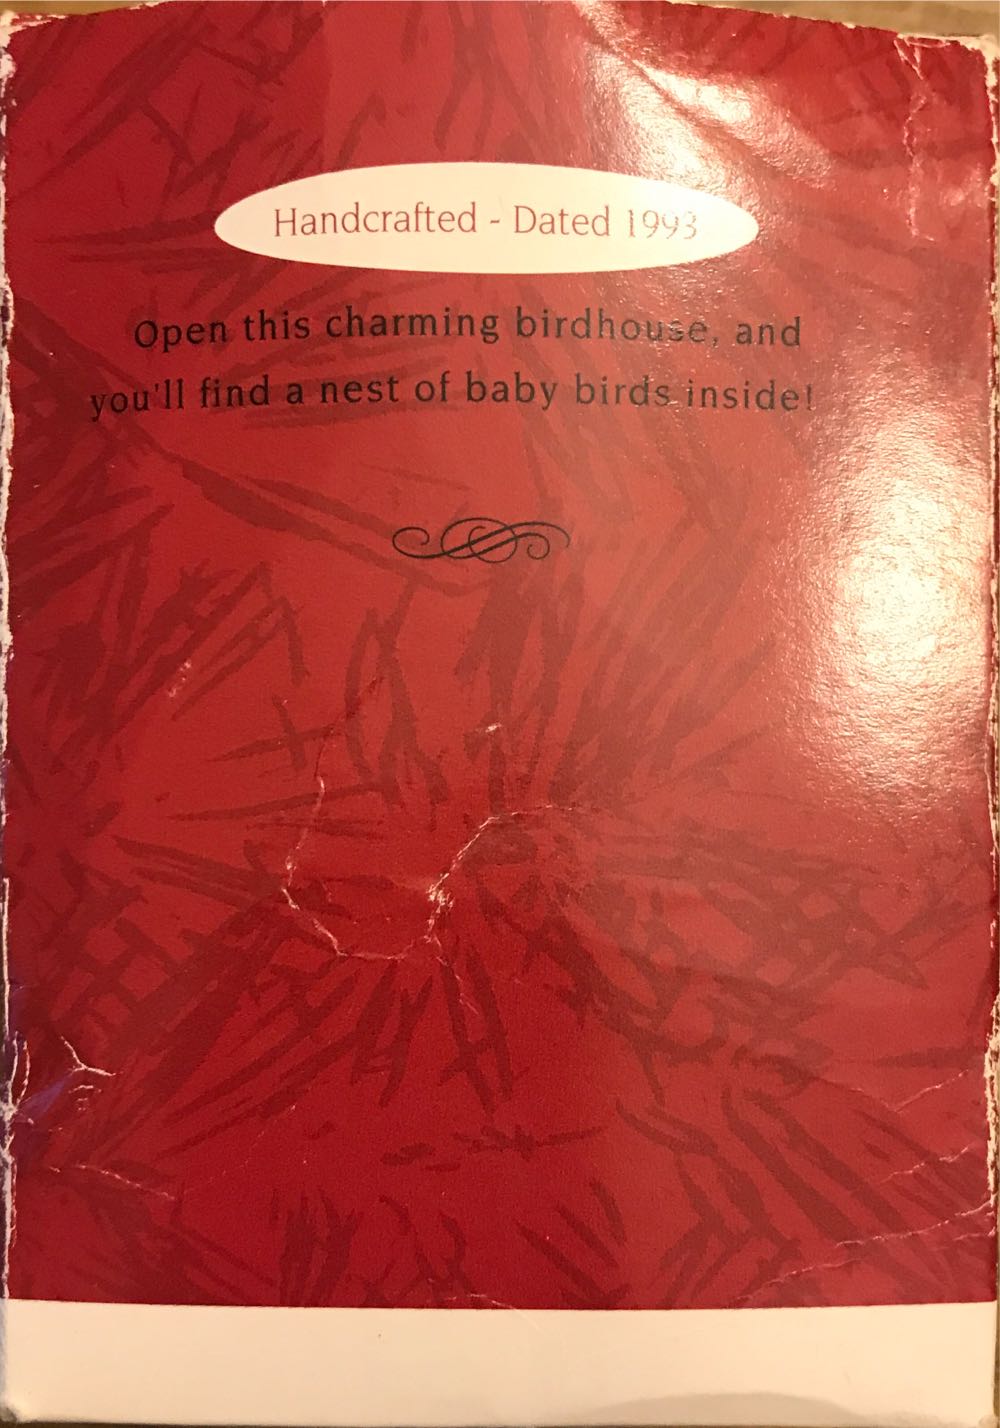 Handcrafted - Dated 1993
Open this charming birdhouse, and
you'll find a nest of baby birds inside!